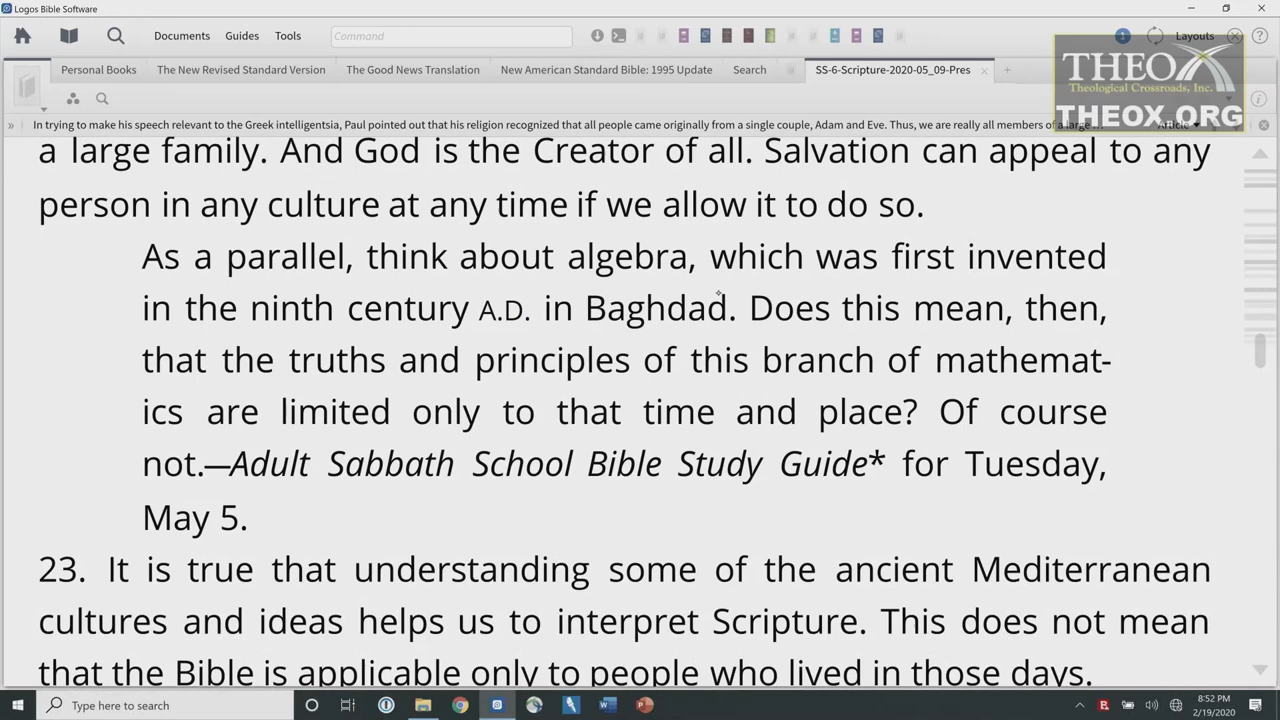 Logos Bible Software
Documents Guides Tools Command 1 Layouts
THEOX
Theological Crossroads, Inc.
THEOX.ORG
Personal Books The New Revised Standard Version The Good News Translation New American Standard Bible: 1995 Update Search SS-6-Scripture-2020-05_09-Pres
In trying to make his speech relevant to the Greek intelligentsia, Paul pointed out that his religion recognized that all people came originally from a single couple, Adam and Eve. Thus, we are really all members of a large ... Article
a large family. And God is the Creator of all. Salvation can appeal to any
person in any culture at any time if we allow it to do so.
As a parallel, think about algebra, which was first invented
in the ninth century A.D. in Baghdad. Does this mean, then,
that the truths and principles of this branch of mathemat-
ics are limited only to that time and place? Of course
not.—Adult Sabbath School Bible Study Guide* for Tuesday,
May 5.
23. It is true that understanding some of the ancient Mediterranean
cultures and ideas helps us to interpret Scripture. This does not mean
that the Bible is applicable only to people who lived in those days.
Type here to search
8:52 PM
2/19/2020